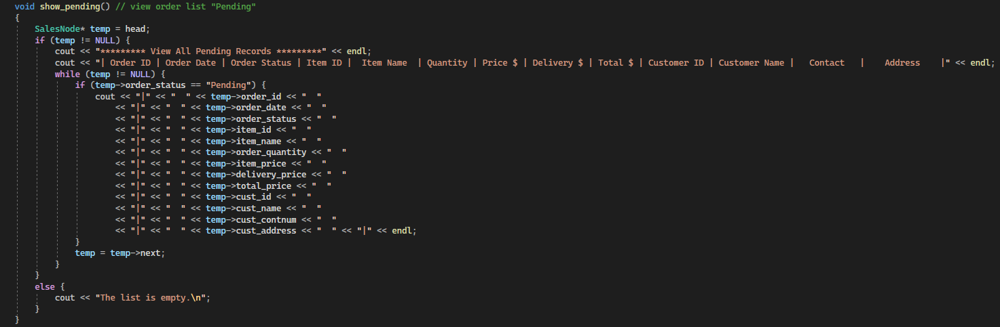 void show_pending() // view order list "Pending"
{
    SalesNode* temp = head;
    if (temp != NULL) {
        cout << "********* View All Pending Records *********" << endl;
        cout << "| Order ID | Order Date | Order Status | Item ID |  Item Name  | Quantity | Price $ | Delivery $ | Total $ | Customer ID | Customer Name |   Contact   |    Address    |" << endl;
        while (temp != NULL) {
            if (temp->order_status == "Pending") {
                cout << "|" << "  " << temp->order_id << "  "
                    << "|" << "  " << temp->order_date << "  "
                    << "|" << "  " << temp->order_status << "  "
                    << "|" << "  " << temp->item_id << "  "
                    << "|" << "  " << temp->item_name << "  "
                    << "|" << "  " << temp->order_quantity << "  "
                    << "|" << "  " << temp->item_price << "  "
                    << "|" << "  " << temp->delivery_price << "  "
                    << "|" << "  " << temp->total_price << "  "
                    << "|" << "  " << temp->cust_id << "  "
                    << "|" << "  " << temp->cust_name << "  "
                    << "|" << "  " << temp->cust_contnum << "  "
                    << "|" << "  " << temp->cust_address << "  " << "|" << endl;
            }
            temp = temp->next;
        }
    }
    else {
        cout << "The list is empty.\n";
    }
}